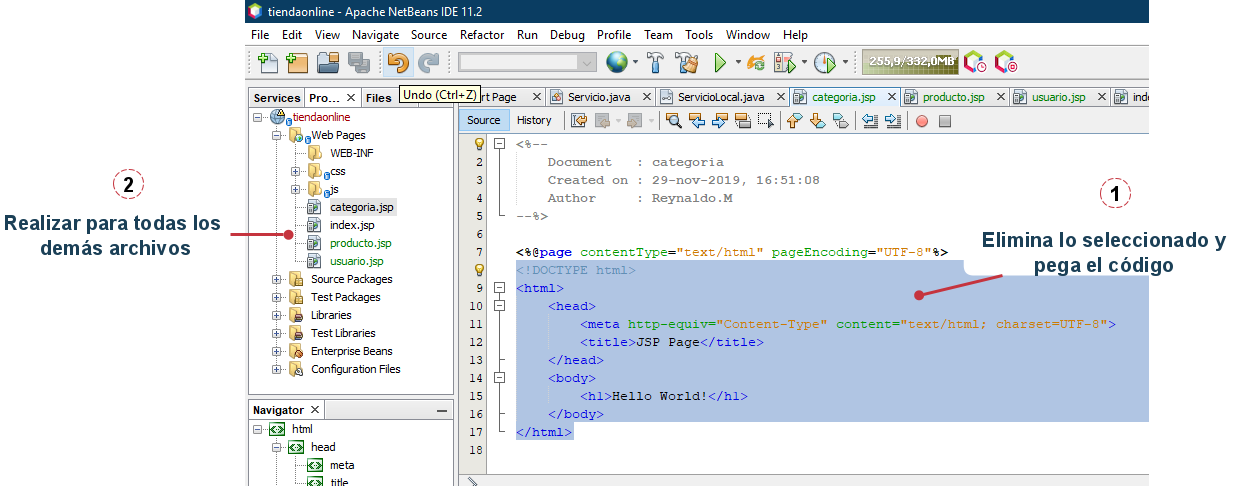 tiendaonline - Apache NetBeans IDE 11.2
File Edit View Navigate Source Refactor Run Debug Profile Team Tools Window Help
255,9/332,0MB
Services Pro... Files
Undo (Ctrl+Z)
rt Page Servicio.java ServicioLocal.java categoria.jsp producto.jsp usuario.jsp inde
tiendaonline
Web Pages
WEB-INF
css
js
categoria.jsp
index.jsp
producto.jsp
usuario.jsp
Source Packages
Test Packages
Libraries
Test Libraries
Enterprise Beans
Configuration Files
Navigator
html
head
meta
title
2
Realizar para todas los
demás archivos
Source History
<%--
2 Document : categoria
3 Created on : 29-nov-2019, 16:51:08
4 Author : Reynaldo.M
5 --%>
6
7 <%@page contentType="text/html" pageEncoding="UTF-8"%>
<!DOCTYPE html>
9 <html>
10 <head>
11 <meta http-equiv="Content-Type" content="text/html; charset=UTF-8">
12 <title>JSP Page</title>
13 </head>
14 <body>
15 <h1>Hello World!</h1>
16 </body>
17 </html>
18
1
Elimina lo seleccionado y
pega el código